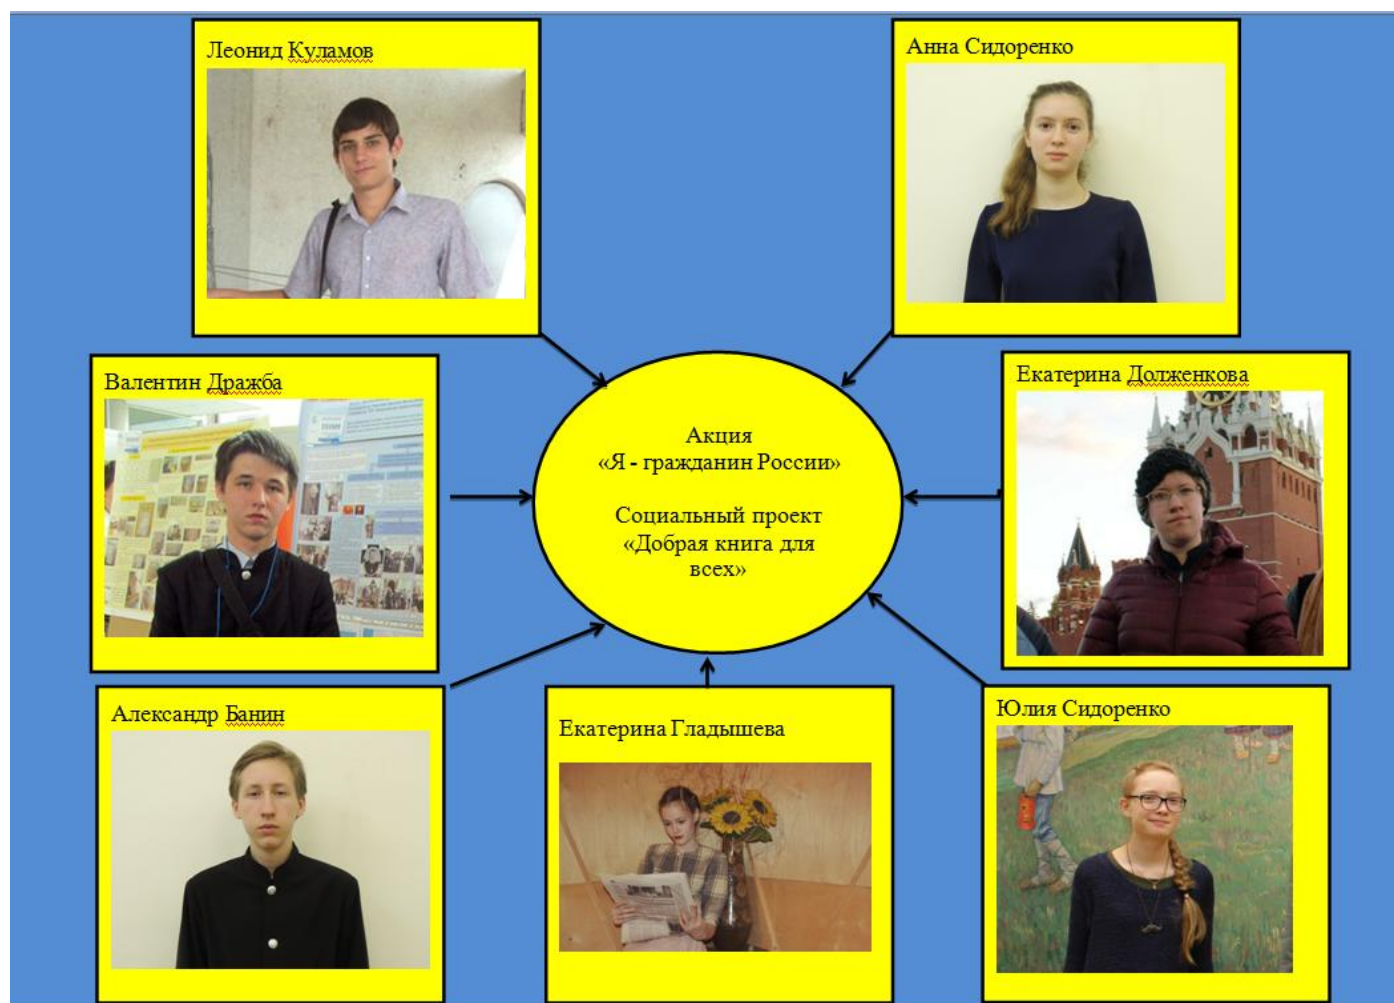 Леонид Куламов
Анна Сидоренко
Валентин Дражба
Екатерина Долженкова
Акция
«Я - гражданин России»
Социальный проект
«Добрая книга для
всех»
Александр Банин
Екатерина Гладышева
Юлия Сидоренко